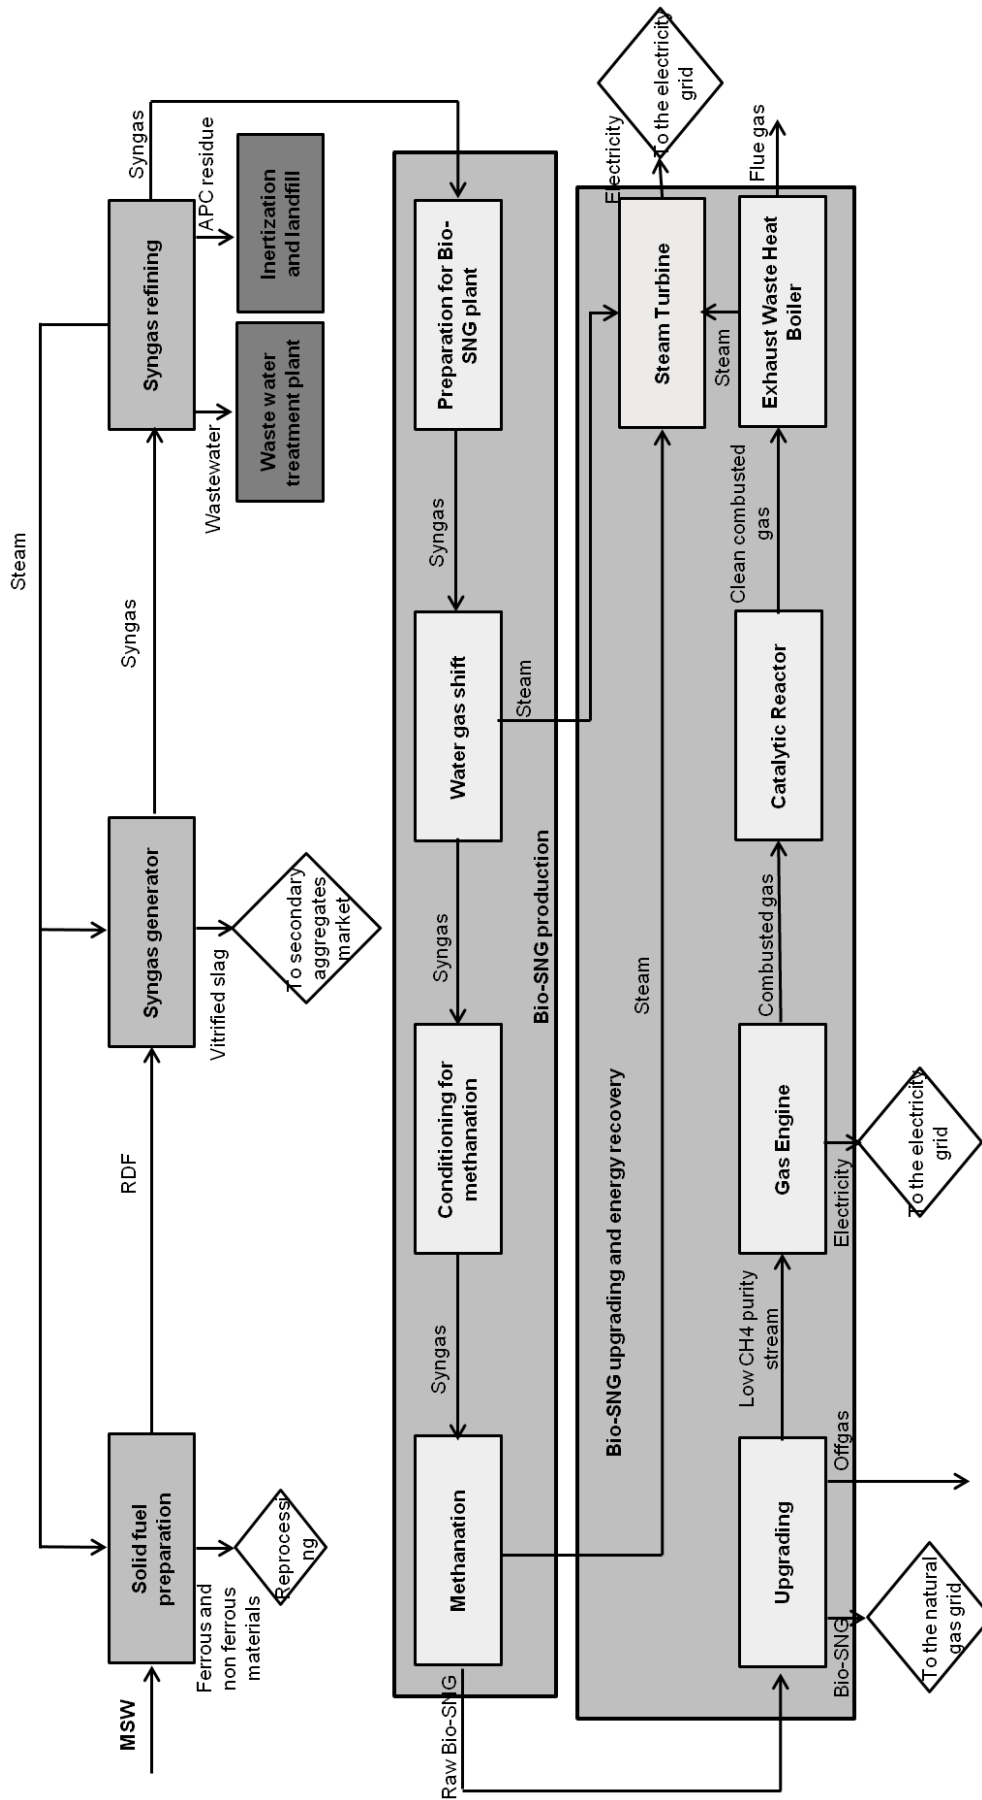 MSW
Solid fuel
preparation
Ferrous and
non ferrous
materials
Reprocessi
ng
RDF
Steam
Syngas generator
Vitrified slag
To secondary
aggregates
market
Syngas
Syngas refining
Wastewater
Waste water
treatment plant
APC residue
Inertization
and landfill
Syngas
Preparation for Bio-
SNG plant
Syngas
Water gas shift
Steam
Syngas
Conditioning for
methanation
Syngas
Methanation
Bio-SNG production
Raw Bio-SNG
Bio-SNG upgrading and energy recovery
Steam
Steam Turbine
Electricity
To the electricity
grid
Upgrading
Bio-SNG
To the natural
gas grid
Offgas
Low CH4 purity
stream
Gas Engine
Electricity
To the electricity
grid
Combusted gas
Catalytic Reactor
Clean combusted
gas
Exhaust Waste Heat
Boiler
Steam
Flue gas